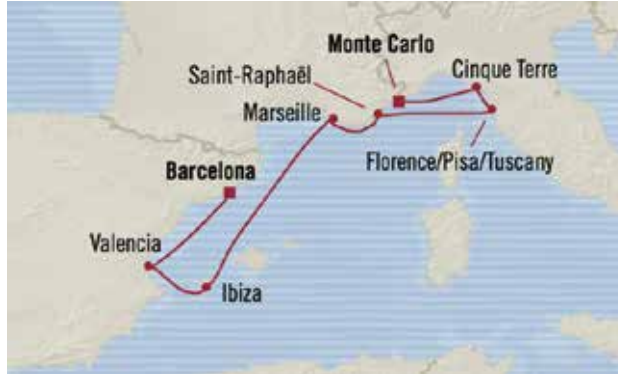 Monte Carlo
Saint-Raphaël
Cinque Terre
Marseille
Florence/Pisa/Tuscany
Barcelona
Valencia
Ibiza